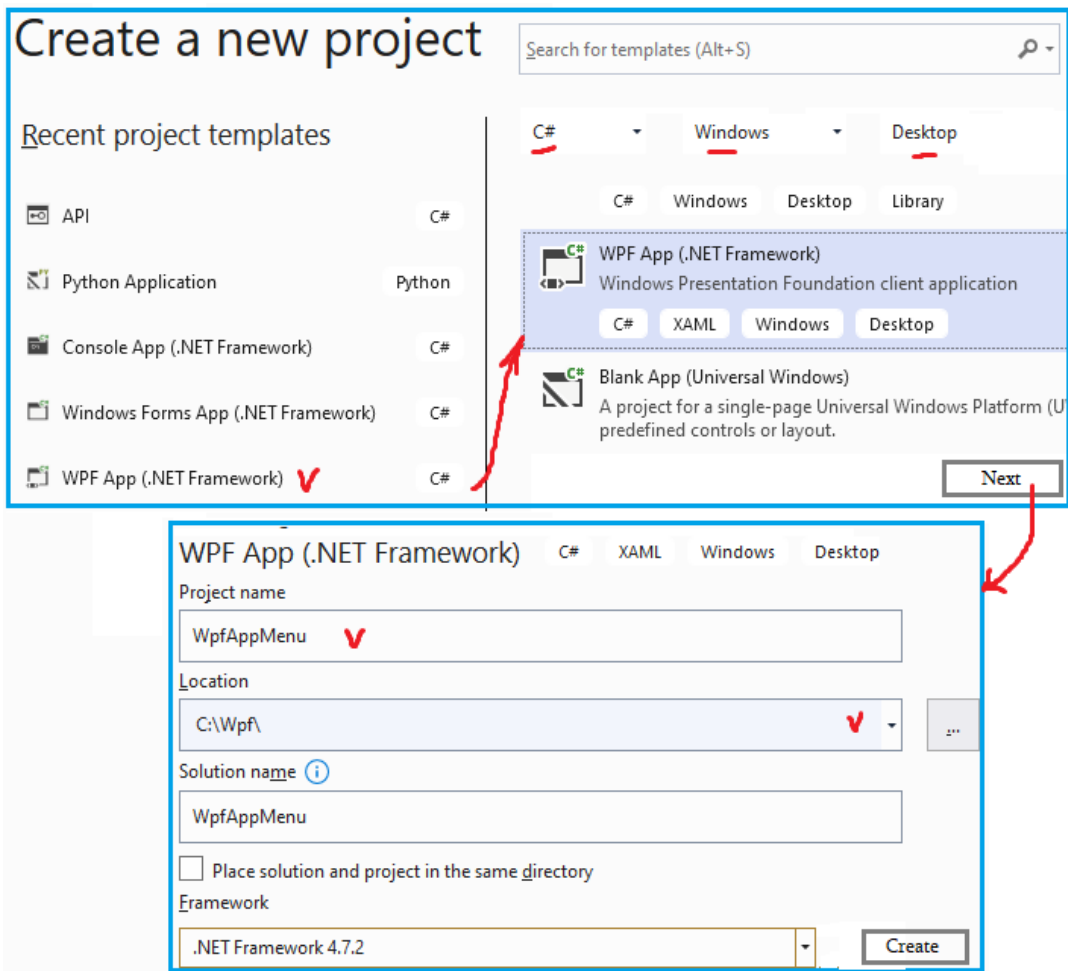 Create a new project
Search for templates (Alt+S)
Recent project templates
API C#
Python Application Python
Console App (.NET Framework) C#
Windows Forms App (.NET Framework) C#
WPF App (.NET Framework) C#
C# Windows Desktop
C# Windows Desktop Library
C#
WPF App (.NET Framework)
Windows Presentation Foundation client application
C# XAML Windows Desktop
C#
Blank App (Universal Windows)
A project for a single-page Universal Windows Platform (U
predefined controls or layout.
Next
WPF App (.NET Framework) C# XAML Windows Desktop
Project name
WpfAppMenu
Location
C:\Wpf\
...
Solution name
WpfAppMenu
Place solution and project in the same directory
Framework
.NET Framework 4.7.2
Create